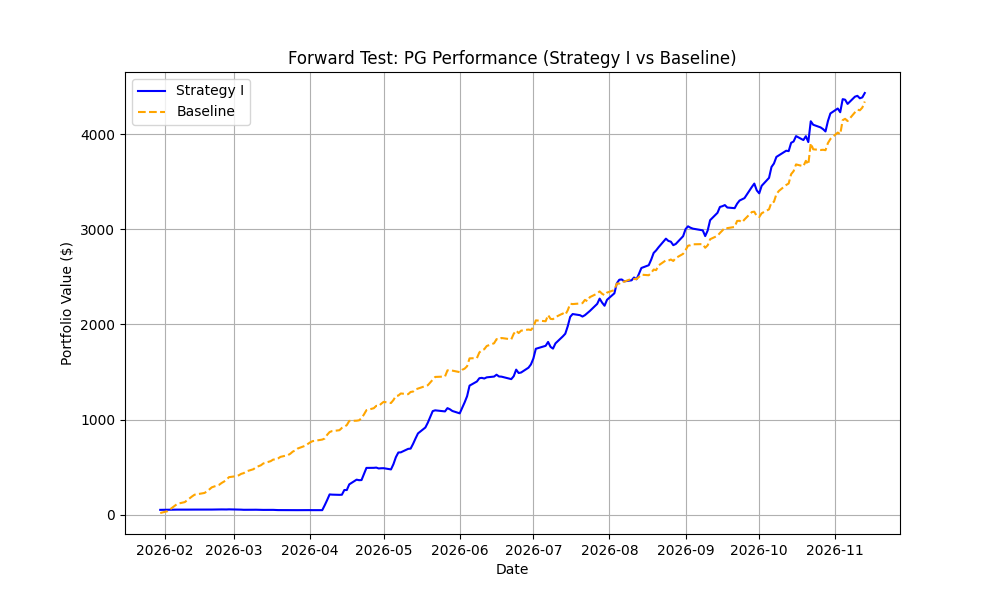 Forward Test: PG Performance (Strategy I vs Baseline)
Strategy I
Baseline
Portfolio Value ($)
4000
3000
2000
1000
0
2026-02 2026-03 2026-04 2026-05 2026-06 2026-07 2026-08 2026-09 2026-10 2026-11
Date